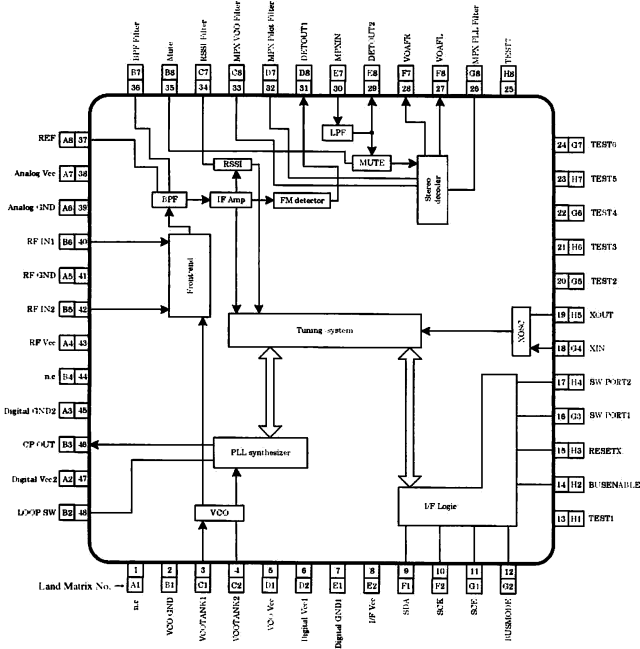 BPF Filter
Mute
RSSI Filter
MPX VCO Filter
MPX Pilot Filter
DETOUT1
MPXIN
DETOUT2
VOAFR
VOAFL
MPX PLL Filter
TEST7
B7 B8 C7 C8 D7 D8 E7 E8 F7 F8 G8 H8
36 35 34 33 32 31 30 29 28 27 26 25
REF A8 37
Analog Vcc A7 38
Analog GND A6 39
RF IN1 B6 40
RF GND A5 41
RF IN2 B5 42
RF Vcc A4 43
n.c B4 44
Digital GND2 A3 45
CP OUT B3 46
Digital Vcc2 A2 47
LOOP SW B2 48
LPF
MUTE
RSSI
BPF
IF Amp
FM detector
Stereo
decoder
Front-end
Tuning system
XOSC
PLL synthesizer
VCO
I/F Logic
24 G7 TEST6
23 H7 TEST5
22 G6 TEST4
21 H6 TEST3
20 G5 TEST2
19 H5 XOUT
18 G4 XIN
17 H4 SW PORT2
16 G3 SW PORT1
15 H3 RESETX
14 H2 BUSENABLE
13 H1 TEST1
1 2 3 4 5 6 7 8 9 10 11 12
Land Matrix No. → A1 B1 C1 C2 D1 D2 E1 E2 F1 F2 G1 G2
n.c
VCO GND
VCOTANK1
VCOTANK2
VCO Vcc
Digital Vcc1
Digital GND1
I/F Vcc
SDA
SCK
SCE
BUSMODE